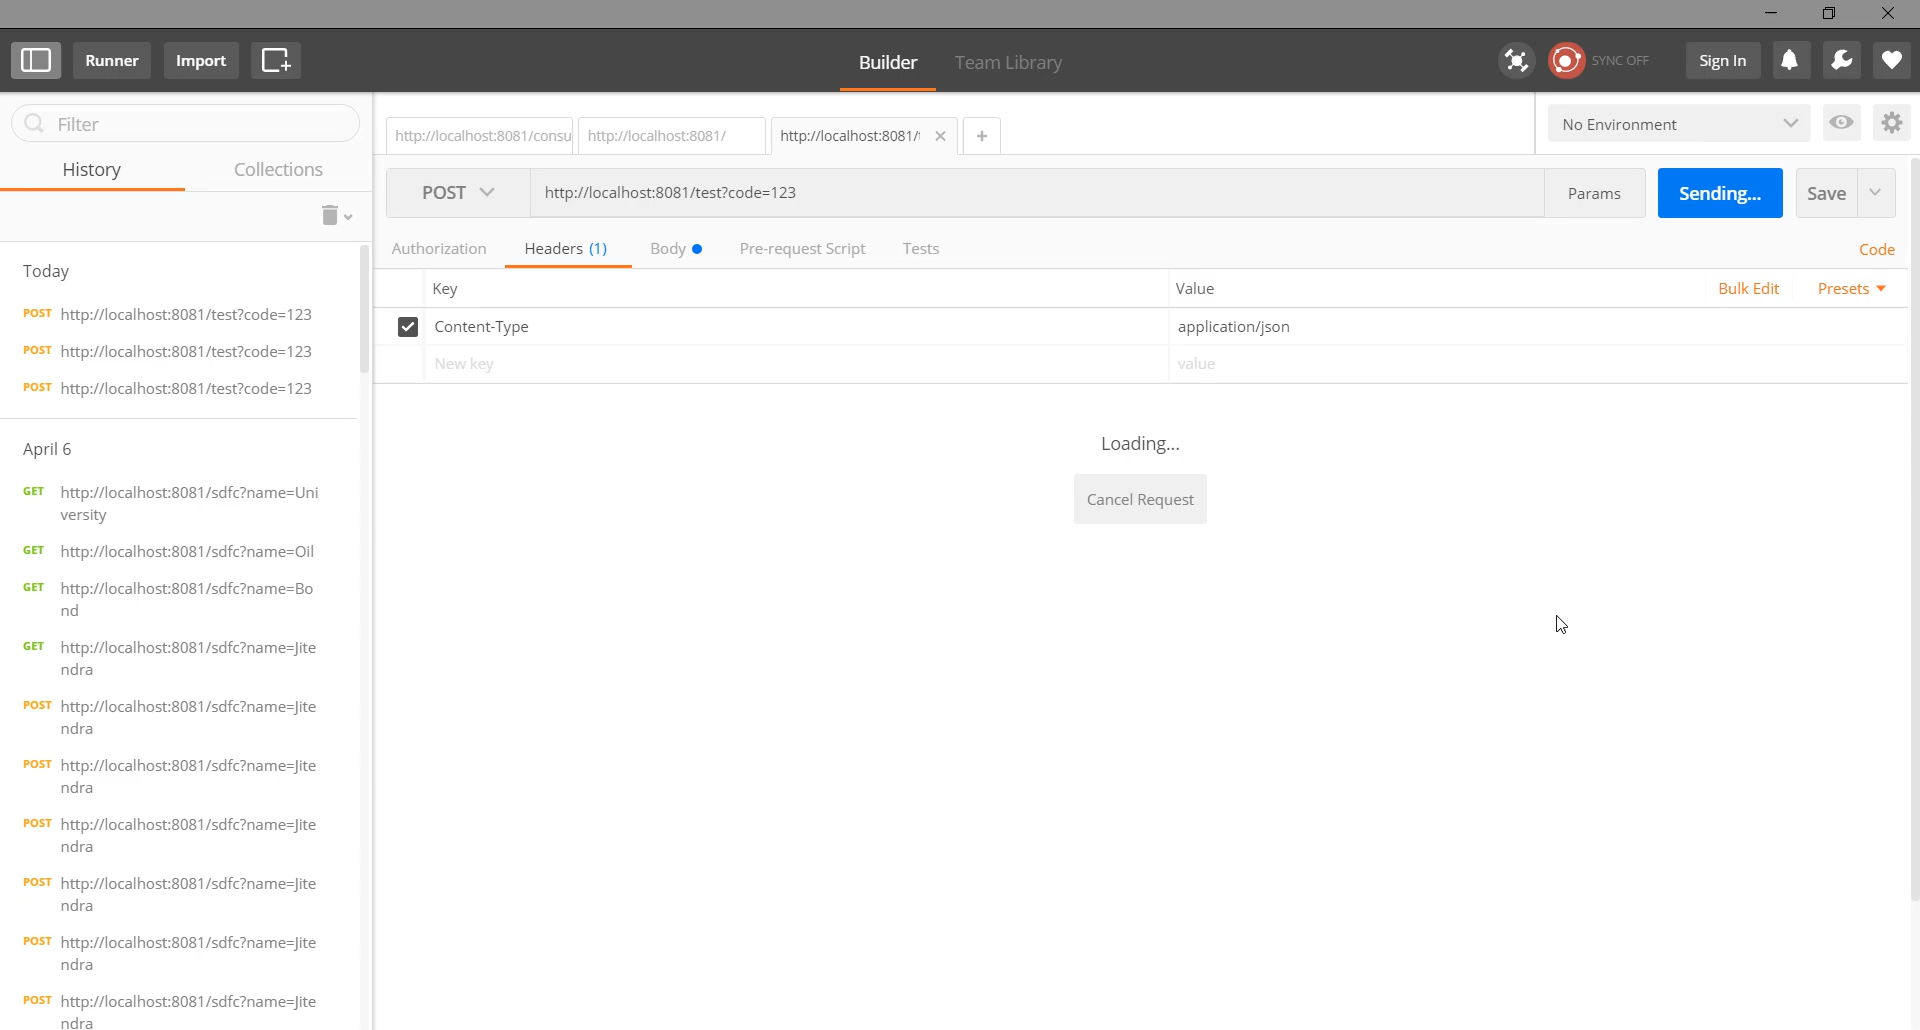 Runner
Import
Builder
Team Library
SYNC OFF
Sign In
Filter
History
Collections
Today
POST http://localhost:8081/test?code=123
POST http://localhost:8081/test?code=123
POST http://localhost:8081/test?code=123
April 6
GET http://localhost:8081/sdfc?name=Uni
versity
GET http://localhost:8081/sdfc?name=Oil
GET http://localhost:8081/sdfc?name=Bo
nd
GET http://localhost:8081/sdfc?name=Jite
ndra
POST http://localhost:8081/sdfc?name=Jite
ndra
POST http://localhost:8081/sdfc?name=Jite
ndra
POST http://localhost:8081/sdfc?name=Jite
ndra
POST http://localhost:8081/sdfc?name=Jite
ndra
POST http://localhost:8081/sdfc?name=Jite
ndra
POST http://localhost:8081/sdfc?name=Jite
ndra
http://localhost:8081/consu
http://localhost:8081/
http://localhost:8081/t
No Environment
POST
http://localhost:8081/test?code=123
Params
Sending...
Save
Authorization
Headers (1)
Body
Pre-request Script
Tests
Code
Key
Value
Bulk Edit
Presets
Content-Type
application/json
New key
value
Loading...
Cancel Request